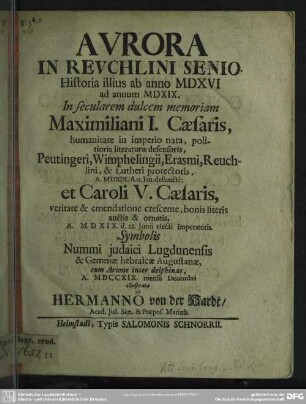 AVRORA
IN REVCHLINI SENIO.
Historia illius ab anno MDXVI
ad annum MDXIX.
In secularem dulcem memoriam
Maximiliani I. Cæsaris,
humanitate in imperio nata, poli-
tioris literaturæ defensoris,
Peutingeri, Wimphelingii, Erasmi, Reuch-
lini, & Lutheri protectoris,
A. MDXIX. d. 12. Jan. defuncti:
et Caroli V. Cæsaris,
veritate & emendatione crescente, bonis literis
auctis & ornatis,
A. MDXIX. d. 28 Junii electi Imperatoris.
Symbolis
Nummi judaici Lugdunensis
& Gemmæ hebraicæ Augustanæ,
cum Arione inter delphinas,
A. MDCCXIX. mense Decembri
illustrata
ab
HERMANNO von der Hardt/
Acad. Jul. Sen. & Præpos. Marieb.
Helmstadi, Typis SALOMONIS SCHNORRII.